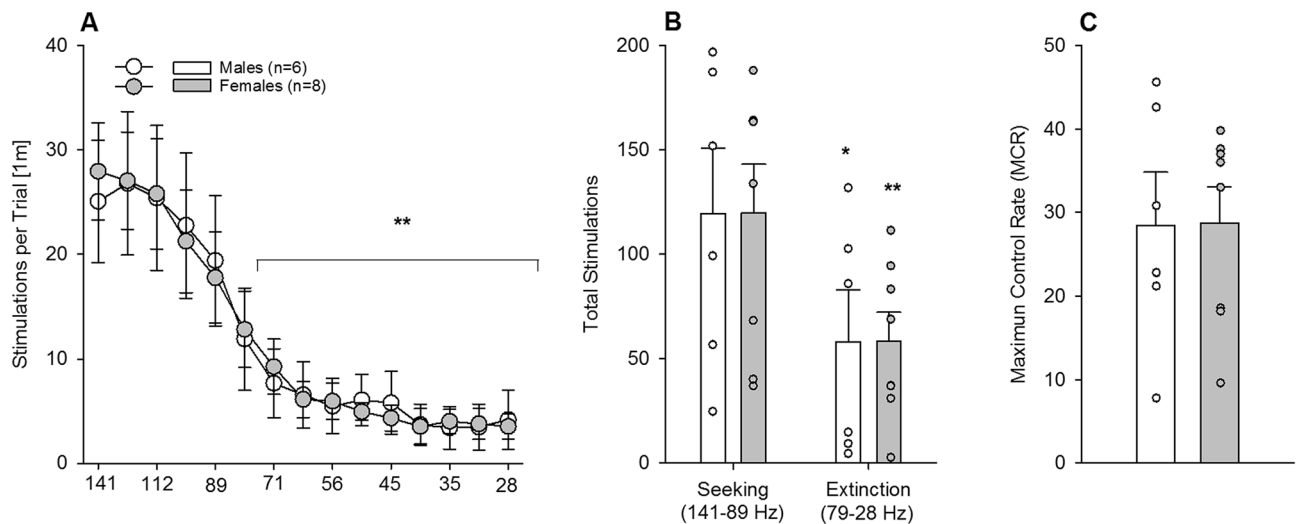 A
Stimulations per Trial [1m]
40
30
20
10
0
Males (n=6)
Females (n=8)
**
141 112 89 71 56 45 35 28
B
Total Stimulations
200
150
100
50
0
*
**
Seeking
(141-89 Hz)
Extinction
(79-28 Hz)
C
Maximun Control Rate (MCR)
50
40
30
20
10
0